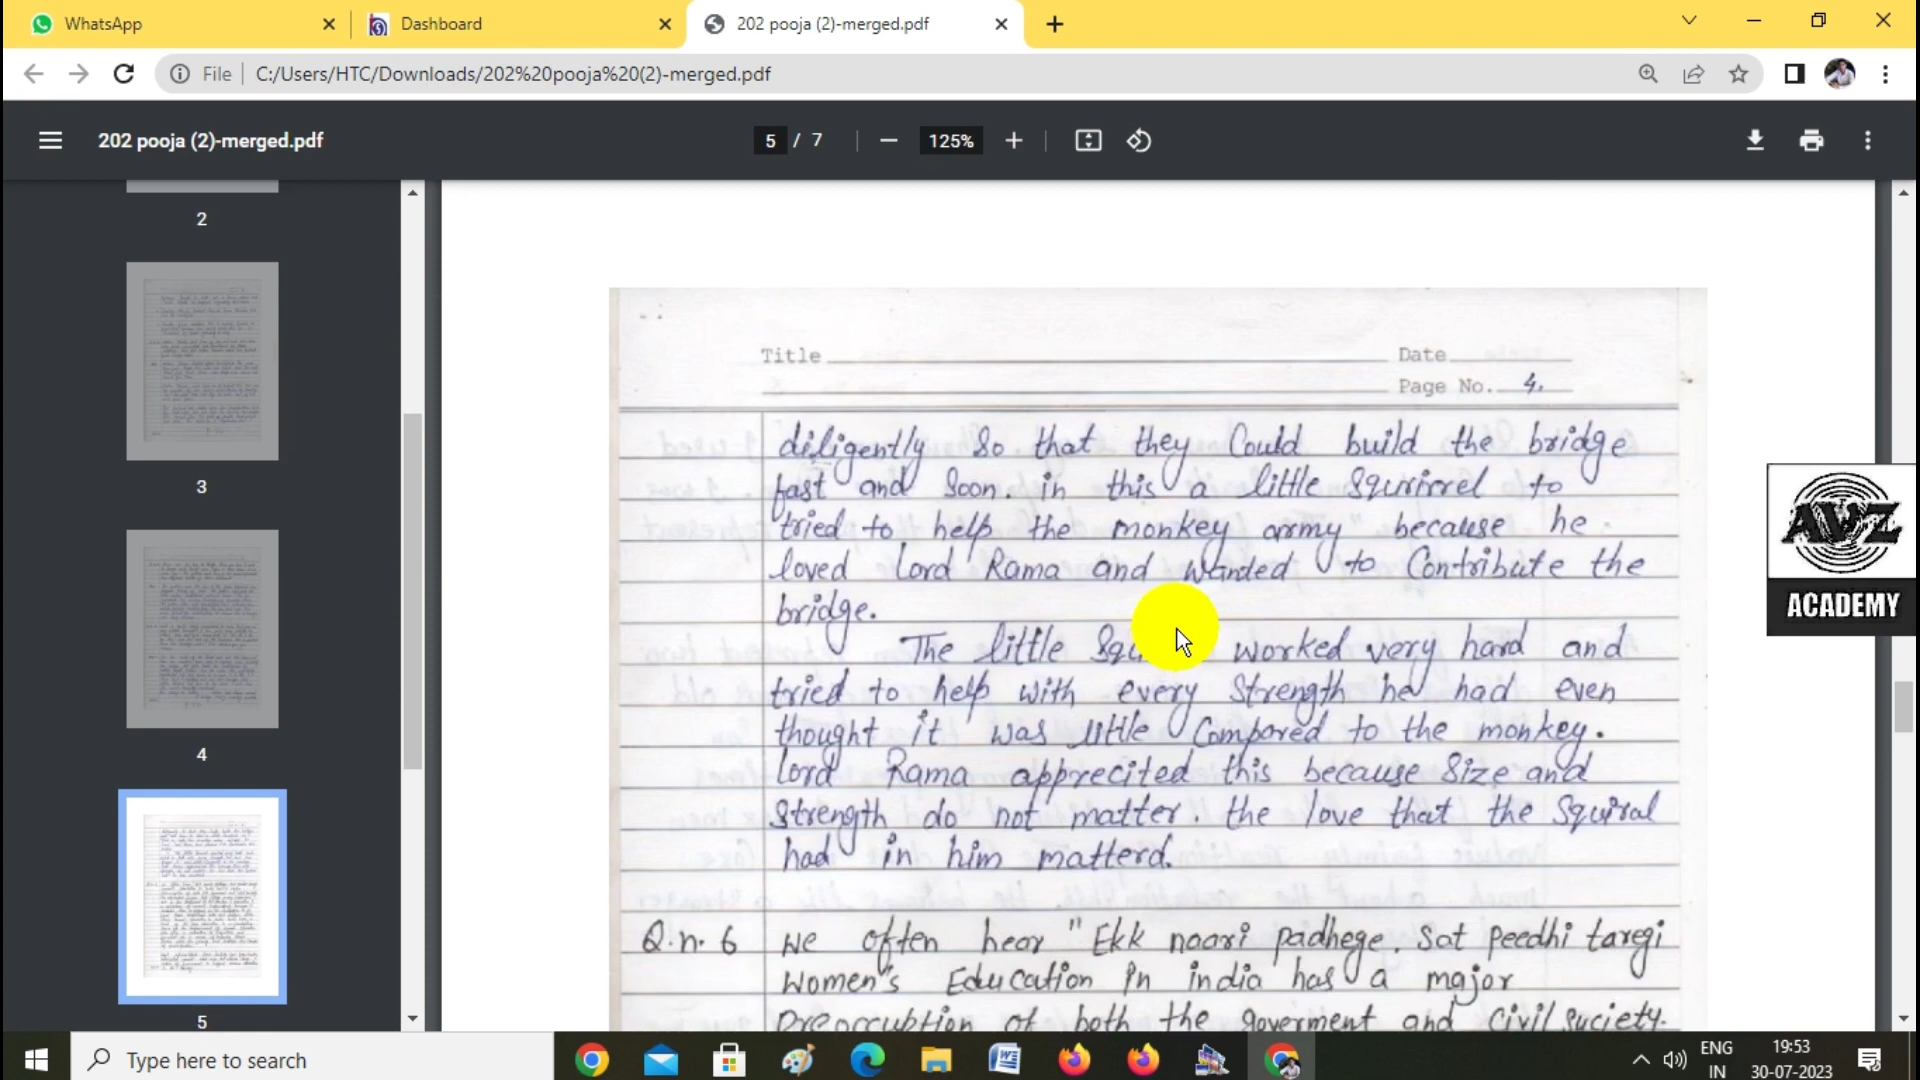 WhatsApp
Dashboard
202 pooja (2)-merged.pdf
File
C:/Users/HTC/Downloads/202%20pooja%20(2)-merged.pdf
202 pooja (2)-merged.pdf
5 / 7
125%
2
3
4
5
Title
Date
Page No. 4.
diligently So that they Could build the bridge
fast and Soon. in this a little Squrirrel to
tried to help the monkey army because he
loved Lord Rama and Wanded to Contribute the
bridge.
The little worked very hard and
tried to help with every Strength he had even
thought it was little Compared to the monkey.
lord Rama apprecited this because Size and
Strength do not matter. the love that the Squiral
had in him matterd.
Q.n. 6 We often hear "Ekk naari padhege. Sat Peedhi taregi
Women's Education in india has a major
Preoccuption of both the goverment and Civil Society.
AVZ
ACADEMY
Type here to search
ENG
IN
19:53
30-07-2023